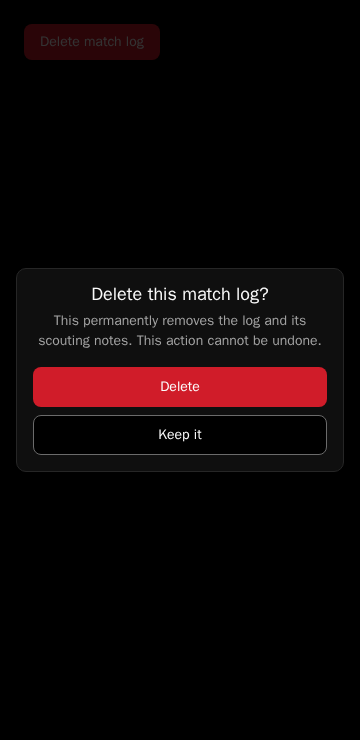 Delete match log
Delete this match log?
This permanently removes the log and its
scouting notes. This action cannot be undone.
Delete
Keep it